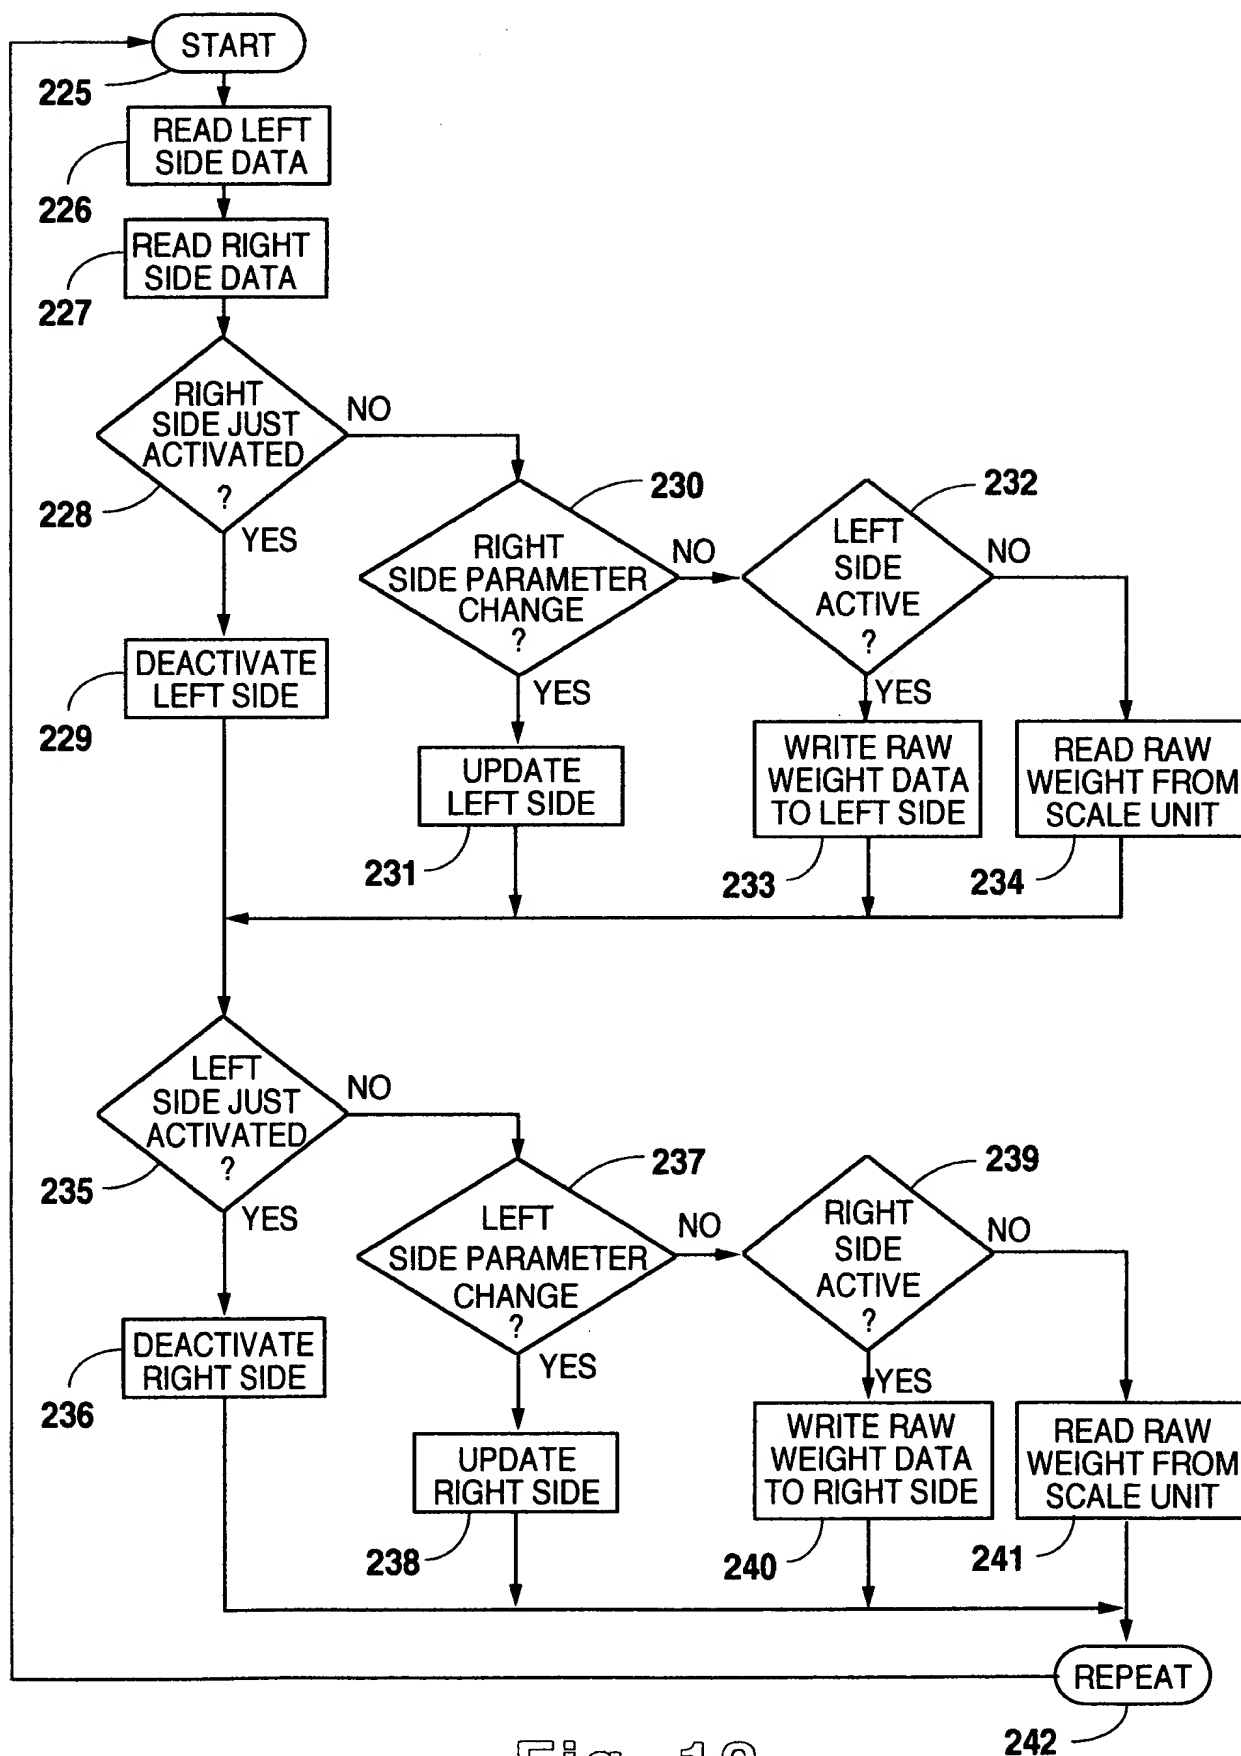 START
225
READ LEFT
SIDE DATA
226
READ RIGHT
SIDE DATA
227
RIGHT
SIDE JUST
ACTIVATED
?
228
NO
YES
230
RIGHT
SIDE PARAMETER
CHANGE
?
NO
YES
232
LEFT
SIDE
ACTIVE
?
NO
YES
DEACTIVATE
LEFT SIDE
229
UPDATE
LEFT SIDE
231
WRITE RAW
WEIGHT DATA
TO LEFT SIDE
233
READ RAW
WEIGHT FROM
SCALE UNIT
234
LEFT
SIDE JUST
ACTIVATED
?
235
NO
YES
237
LEFT
SIDE PARAMETER
CHANGE
?
NO
YES
239
RIGHT
SIDE
ACTIVE
?
NO
YES
DEACTIVATE
RIGHT SIDE
236
UPDATE
RIGHT SIDE
238
WRITE RAW
WEIGHT DATA
TO RIGHT SIDE
240
READ RAW
WEIGHT FROM
SCALE UNIT
241
REPEAT
242
Fig.